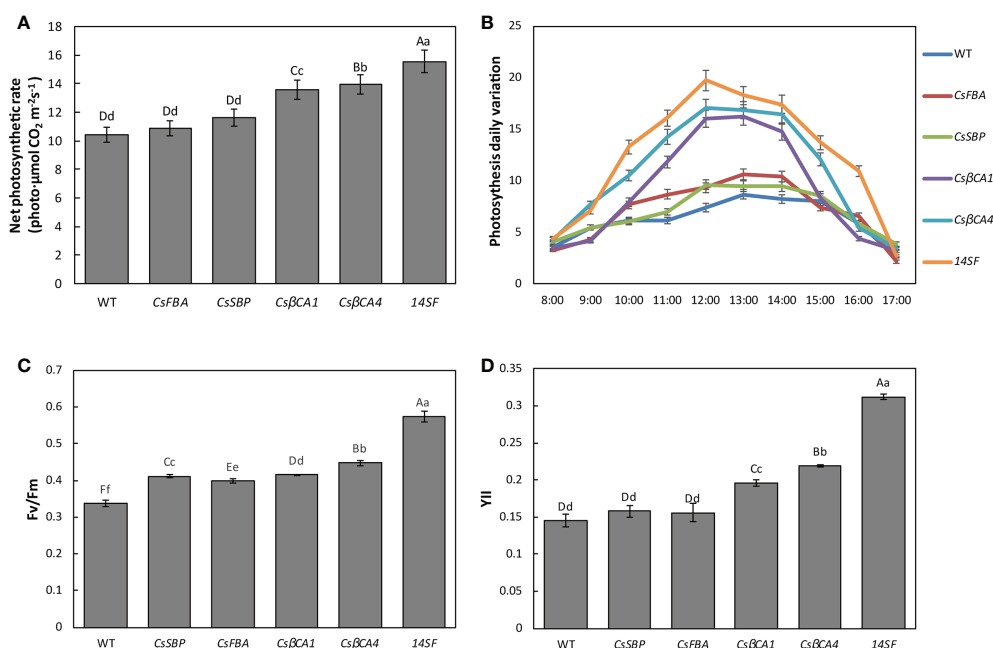 A
Net photosynthetic rate
(photo·μmol CO₂ m⁻²s⁻¹)
18
16
14
12
10
8
6
4
2
0
Dd
Dd
Dd
Cc
Bb
Aa
WT
CsFBA
CsSBP
CsβCA1
CsβCA4
14SF
B
Photosythesis daily variation
25
20
15
10
5
0
8:00
9:00
10:00
11:00
12:00
13:00
14:00
15:00
16:00
17:00
WT
CsFBA
CsSBP
CsβCA1
CsβCA4
14SF
C
Fv/Fm
0.7
0.6
0.5
0.4
0.3
0.2
0.1
0
Ff
Cc
Ee
Dd
Bb
Aa
WT
CsSBP
CsFBA
CsβCA1
CsβCA4
14SF
D
YII
0.35
0.3
0.25
0.2
0.15
0.1
0.05
0
Dd
Dd
Dd
Cc
Bb
Aa
WT
CsSBP
CsFBA
CsβCA1
CsβCA4
14SF